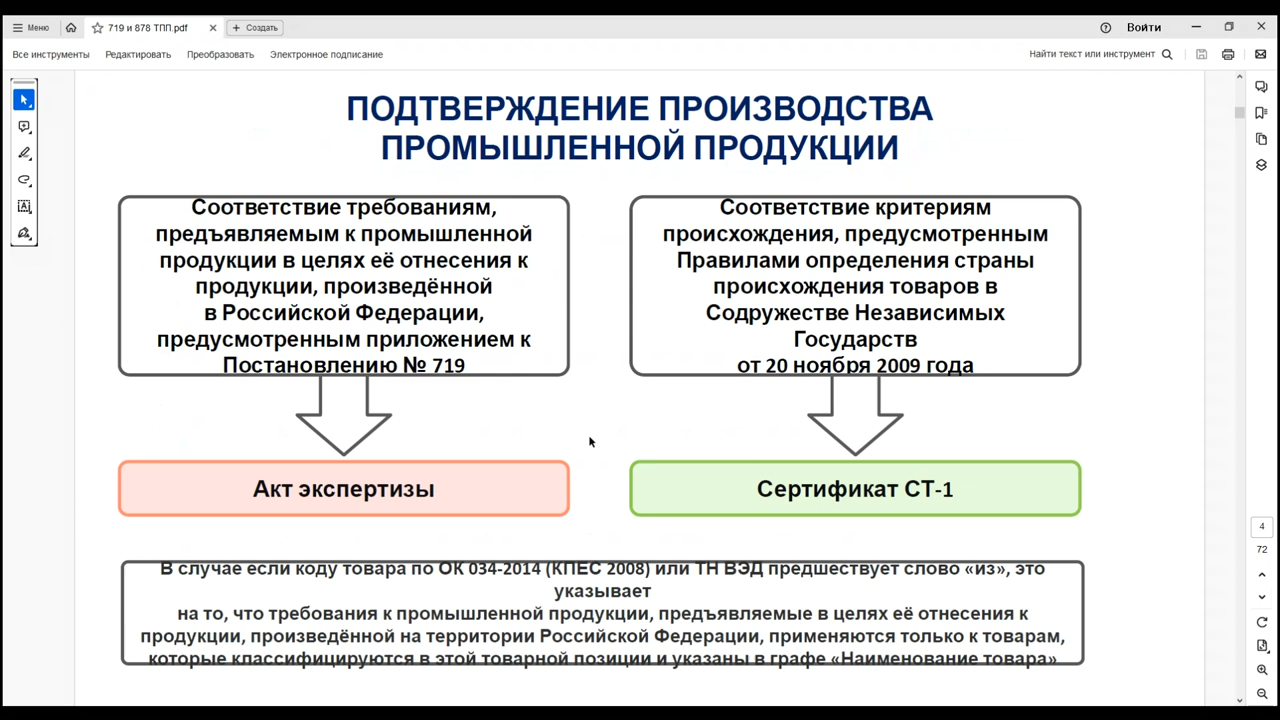 Меню
719 и 878 ТПП.pdf
Создать
Войти
Все инструменты
Редактировать
Преобразовать
Электронное подписание
Найти текст или инструмент
ПОДТВЕРЖДЕНИЕ ПРОИЗВОДСТВА
ПРОМЫШЛЕННОЙ ПРОДУКЦИИ
Соответствие требованиям,
предъявляемым к промышленной
продукции в целях её отнесения к
продукции, произведённой
в Российской Федерации,
предусмотренным приложением к
Постановлению № 719
Соответствие критериям
происхождения, предусмотренным
Правилами определения страны
происхождения товаров в
Содружестве Независимых
Государств
от 20 ноября 2009 года
Акт экспертизы
Сертификат СТ-1
В случае если коду товара по ОК 034-2014 (КПЕС 2008) или ТН ВЭД предшествует слово «из», это
указывает
на то, что требования к промышленной продукции, предъявляемые в целях её отнесения к
продукции, произведённой на территории Российской Федерации, применяются только к товарам,
которые классифицируются в этой товарной позиции и указаны в графе «Наименование товара»
4
72